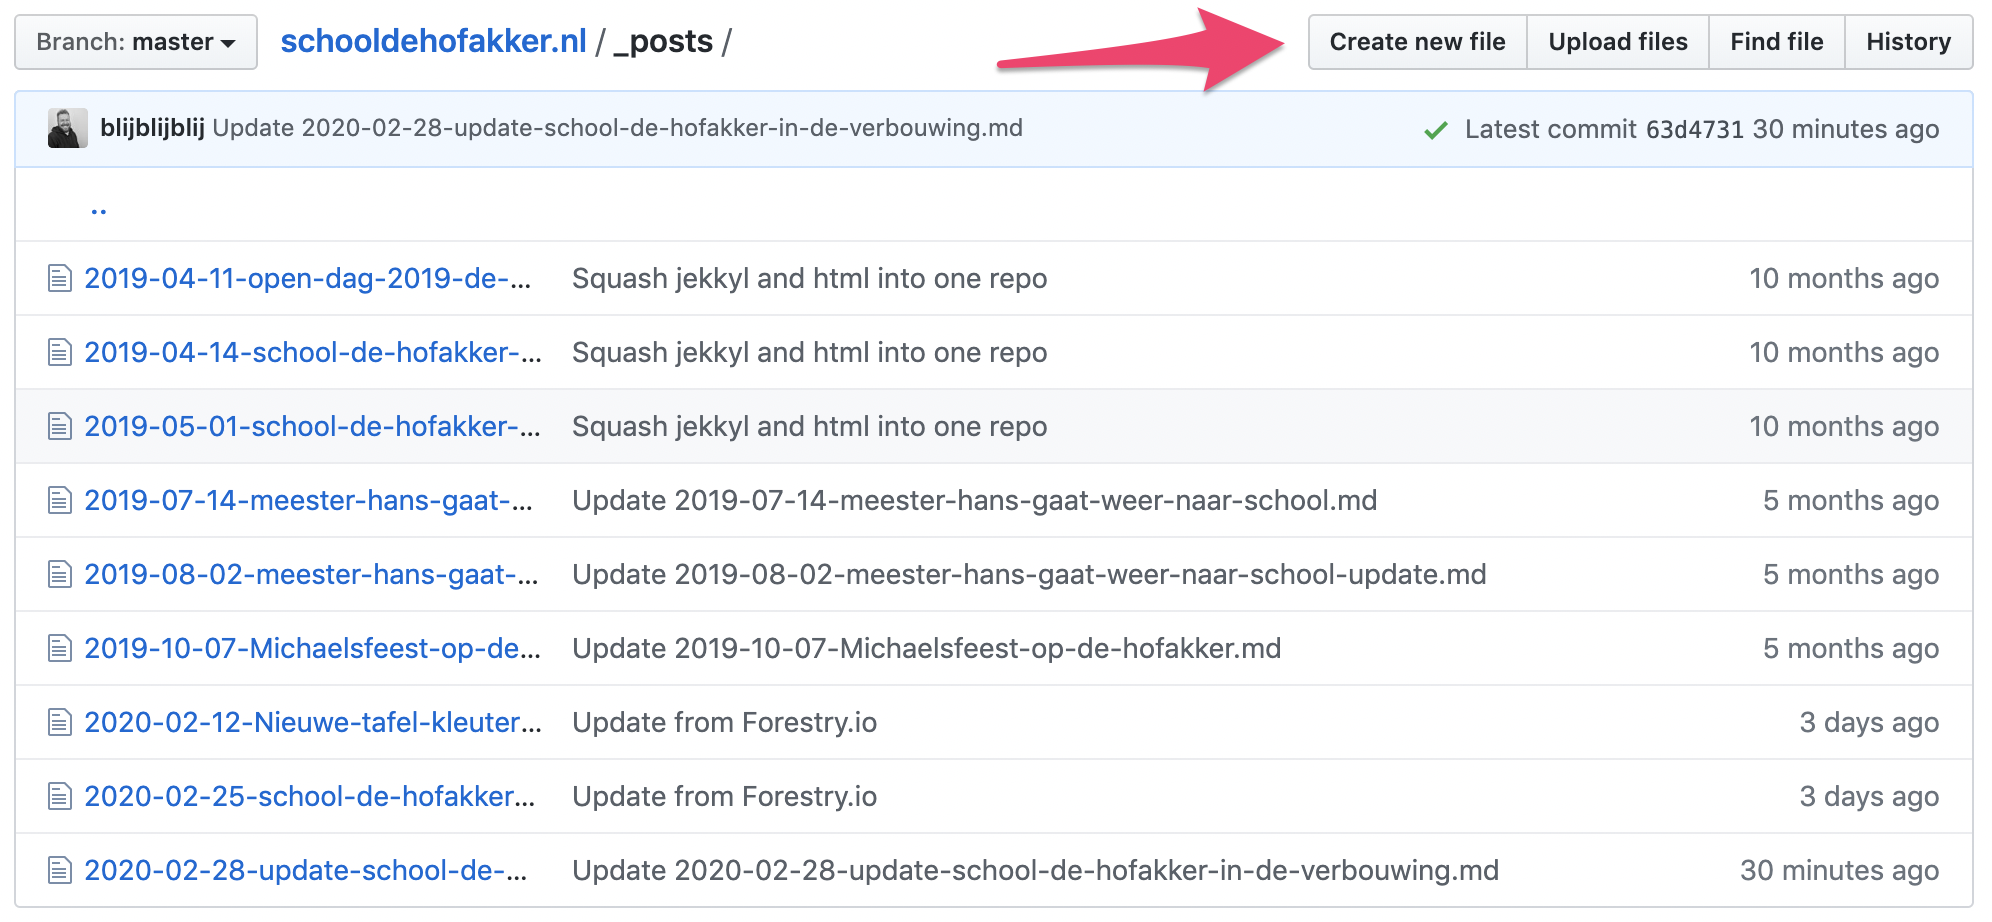 Branch: master schooldehofakker.nl / _posts / Create new file Upload files Find file History
blijblijblij Update 2020-02-28-update-school-de-hofakker-in-de-verbouwing.md Latest commit 63d4731 30 minutes ago
..
2019-04-11-open-dag-2019-de-... Squash jekkyl and html into one repo 10 months ago
2019-04-14-school-de-hofakker-... Squash jekkyl and html into one repo 10 months ago
2019-05-01-school-de-hofakker-... Squash jekkyl and html into one repo 10 months ago
2019-07-14-meester-hans-gaat-... Update 2019-07-14-meester-hans-gaat-weer-naar-school.md 5 months ago
2019-08-02-meester-hans-gaat-... Update 2019-08-02-meester-hans-gaat-weer-naar-school-update.md 5 months ago
2019-10-07-Michaelsfeest-op-de... Update 2019-10-07-Michaelsfeest-op-de-hofakker.md 5 months ago
2020-02-12-Nieuwe-tafel-kleuter... Update from Forestry.io 3 days ago
2020-02-25-school-de-hofakker... Update from Forestry.io 3 days ago
2020-02-28-update-school-de-... Update 2020-02-28-update-school-de-hofakker-in-de-verbouwing.md 30 minutes ago